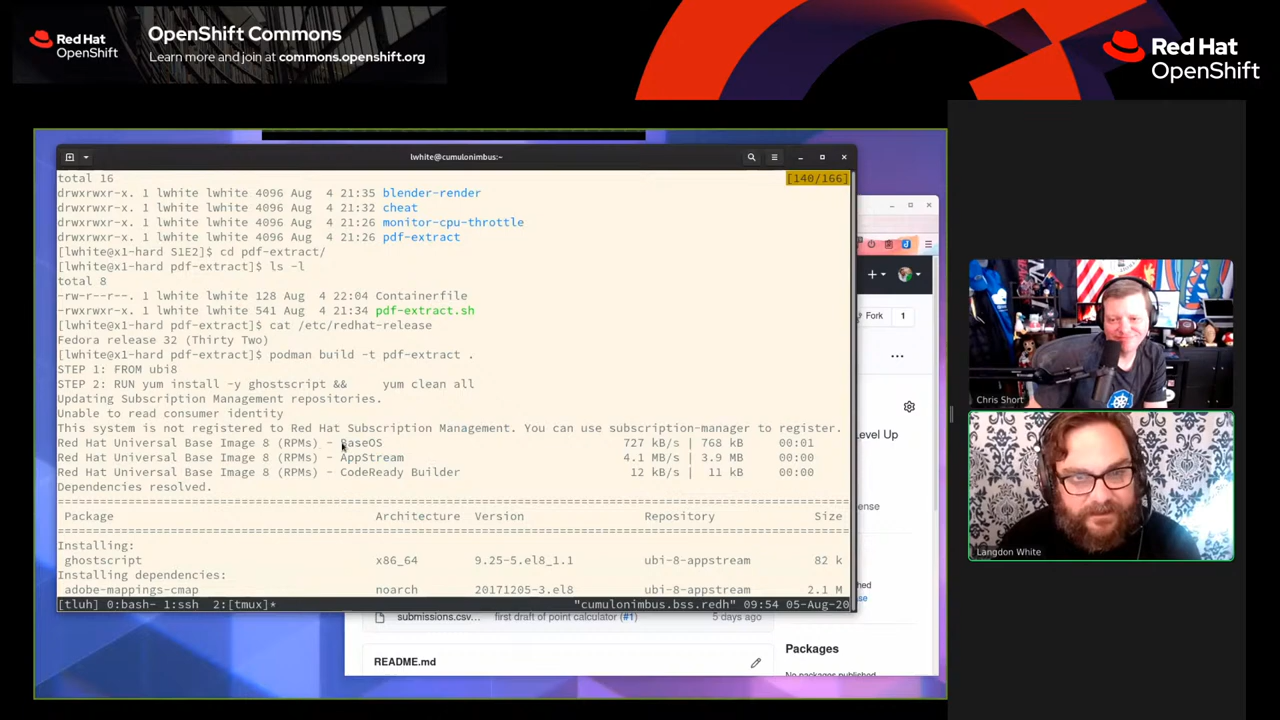 Red Hat
OpenShift
OpenShift Commons
Learn more and join at commons.openshift.org
Red Hat
OpenShift
lwhite@cumulonimbus:~
total 16
[140/166]
drwxrwxr-x. 1 lwhite lwhite 4096 Aug  4 21:35 blender-render
drwxrwxr-x. 1 lwhite lwhite 4096 Aug  4 21:32 cheat
drwxrwxr-x. 1 lwhite lwhite 4096 Aug  4 21:26 monitor-cpu-throttle
drwxrwxr-x. 1 lwhite lwhite 4096 Aug  4 21:26 pdf-extract
[lwhite@x1-hard S1E2]$ cd pdf-extract/
[lwhite@x1-hard pdf-extract]$ ls -l
total 8
-rw-r--r--. 1 lwhite lwhite 128 Aug  4 22:04 Containerfile
-rwxrwxr-x. 1 lwhite lwhite 541 Aug  4 21:34 pdf-extract.sh
[lwhite@x1-hard pdf-extract]$ cat /etc/redhat-release
Fedora release 32 (Thirty Two)
[lwhite@x1-hard pdf-extract]$ podman build -t pdf-extract .
STEP 1: FROM ubi8
STEP 2: RUN yum install -y ghostscript &&     yum clean all
Updating Subscription Management repositories.
Unable to read consumer identity
This system is not registered to Red Hat Subscription Management. You can use subscription-manager to register.
Red Hat Universal Base Image 8 (RPMs) - BaseOS 727 kB/s | 768 kB 00:01
Red Hat Universal Base Image 8 (RPMs) - AppStream 4.1 MB/s | 3.9 MB 00:00
Red Hat Universal Base Image 8 (RPMs) - CodeReady Builder 12 kB/s |  11 kB 00:00
Dependencies resolved.
Package Architecture Version Repository Size
Installing:
ghostscript x86_64 9.25-5.el8_1.1 ubi-8-appstream 82 k
Installing dependencies:
adobe-mappings-cmap noarch 20171205-3.el8 ubi-8-appstream 2.1 M
[tluh] 0:bash- 1:ssh  2:[tmux]* "cumulonimbus.bss.redh" 09:54 05-Aug-20
Fork 1
Level Up
submissions.csv... first draft of point calculator (#1) 5 days ago
README.md
Packages
No packages published
Chris Short
Langdon White